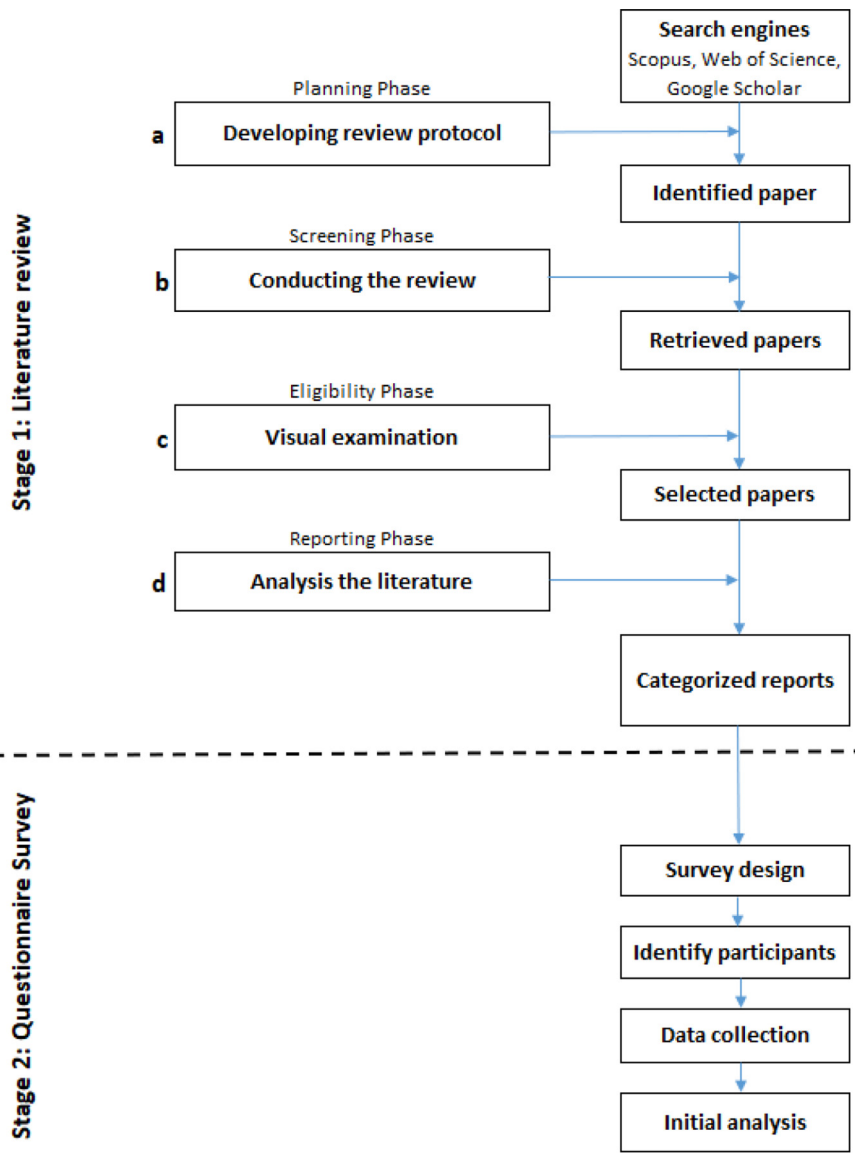 Search engines
Scopus, Web of Science,
Google Scholar
Planning Phase
a
Developing review protocol
Identified paper
Screening Phase
b
Conducting the review
Retrieved papers
Eligibility Phase
c
Visual examination
Selected papers
Reporting Phase
d
Analysis the literature
Categorized reports
Stage 1: Literature review
Survey design
Identify participants
Data collection
Initial analysis
Stage 2: Questionnaire Survey